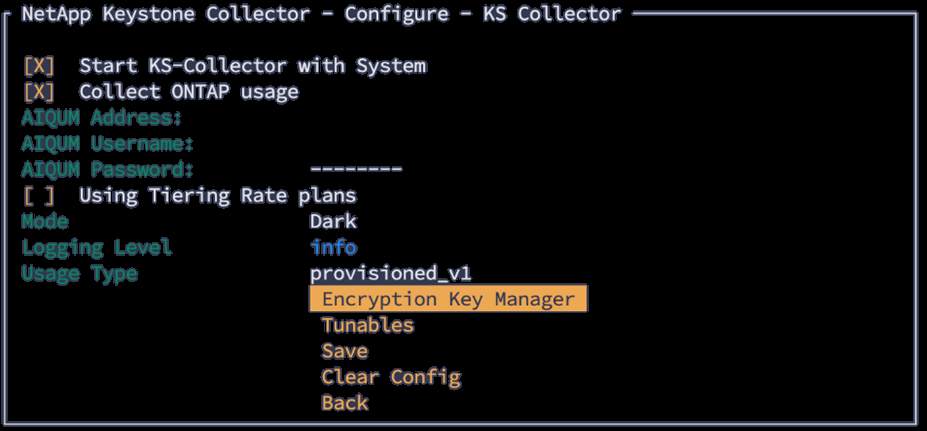 NetApp Keystone Collector - Configure - KS Collector
[X] Start KS-Collector with System
[X] Collect ONTAP usage
AIQUM Address:
AIQUM Username:
AIQUM Password: --------
[ ] Using Tiering Rate plans
Mode Dark
Logging Level info
Usage Type provisioned_v1
Encryption Key Manager
Tunables
Save
Clear Config
Back